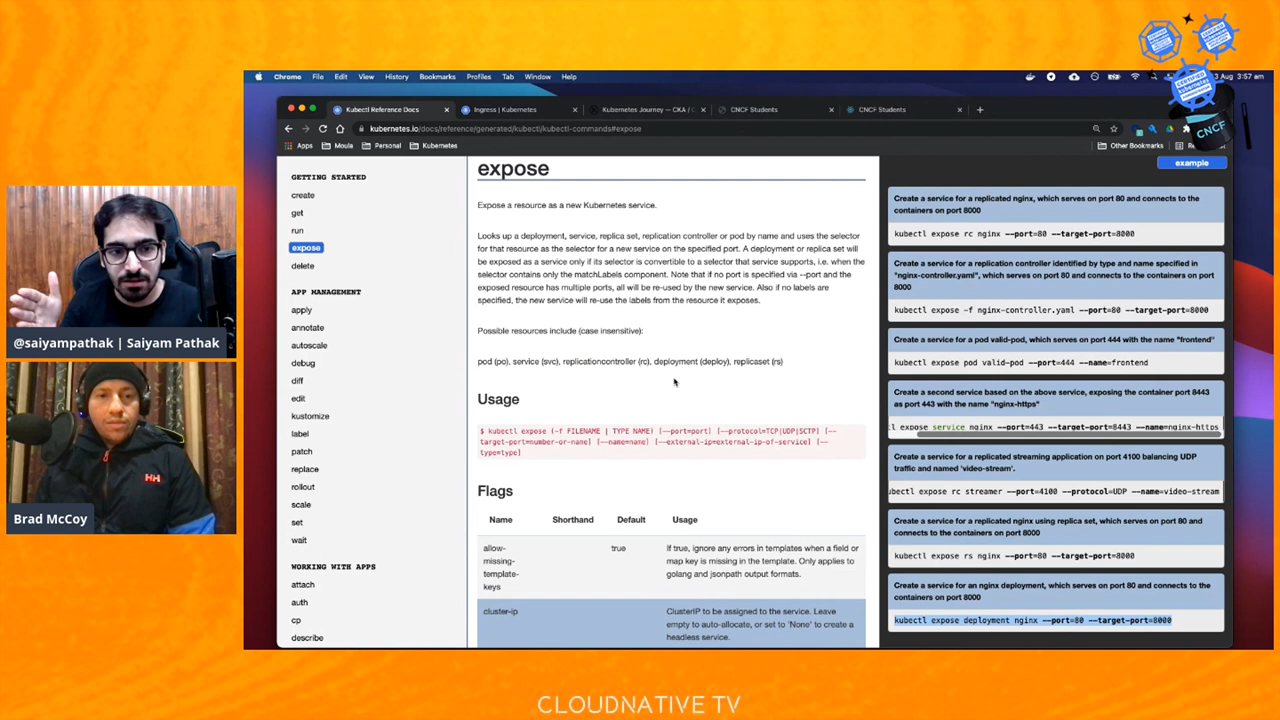 Chrome File Edit View History Bookmarks Profiles Tab Window Help
3 Aug 3:57 am
Kubectl Reference Docs
Ingress | Kubernetes
Kubernetes Journey — CKA / C
CNCF Students
CNCF Students
kubernetes.io/docs/reference/generated/kubectl/kubectl-commands#expose
Apps Moula Personal Kubernetes
Other Bookmarks
CNCF
GETTING STARTED
create
get
run
expose
delete
APP MANAGEMENT
apply
annotate
autoscale
debug
diff
edit
kustomize
label
patch
replace
rollout
scale
set
wait
WORKING WITH APPS
attach
auth
cp
describe
expose
Expose a resource as a new Kubernetes service.
Looks up a deployment, service, replica set, replication controller or pod by name and uses the selector
for that resource as the selector for a new service on the specified port. A deployment or replica set will
be exposed as a service only if its selector is convertible to a selector that service supports, i.e. when the
selector contains only the matchLabels component. Note that if no port is specified via --port and the
exposed resource has multiple ports, all will be re-used by the new service. Also if no labels are
specified, the new service will re-use the labels from the resource it exposes.
Possible resources include (case insensitive):
pod (po), service (svc), replicationcontroller (rc), deployment (deploy), replicaset (rs)
Usage
$ kubectl expose (-f FILENAME | TYPE NAME) [--port=port] [--protocol=TCP|UDP|SCTP] [--
target-port=number-or-name] [--name=name] [--external-ip=external-ip-of-service] [--
type=type]
Flags
Name Shorthand Default Usage
allow-
missing-
template-
keys
true
If true, ignore any errors in templates when a field or
map key is missing in the template. Only applies to
golang and jsonpath output formats.
cluster-ip
ClusterIP to be assigned to the service. Leave
empty to auto-allocate, or set to 'None' to create a
headless service.
example
Create a service for a replicated nginx, which serves on port 80 and connects to the
containers on port 8000
kubectl expose rc nginx --port=80 --target-port=8000
Create a service for a replication controller identified by type and name specified in
"nginx-controller.yaml", which serves on port 80 and connects to the containers on port
8000
kubectl expose -f nginx-controller.yaml --port=80 --target-port=8000
Create a service for a pod valid-pod, which serves on port 444 with the name "frontend"
kubectl expose pod valid-pod --port=444 --name=frontend
Create a second service based on the above service, exposing the container port 8443
as port 443 with the name "nginx-https"
tl expose service nginx --port=443 --target-port=8443 --name=nginx-https
Create a service for a replicated streaming application on port 4100 balancing UDP
traffic and named 'video-stream'.
ubectl expose rc streamer --port=4100 --protocol=UDP --name=video-stream
Create a service for a replicated nginx using replica set, which serves on port 80 and
connects to the containers on port 8000
kubectl expose rs nginx --port=80 --target-port=8000
Create a service for an nginx deployment, which serves on port 80 and connects to the
containers on port 8000
kubectl expose deployment nginx --port=80 --target-port=8000
@saiyampathak | Saiyam Pathak
Brad McCoy
CLOUDNATIVE TV